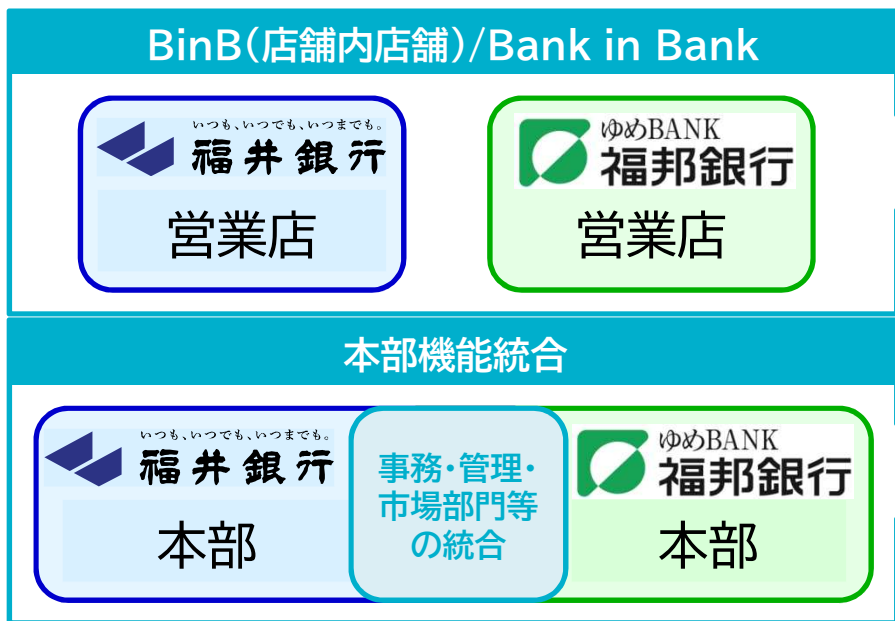 BinB(店舗内店舗)/Bank in Bank
いつも、いつでも、いつまでも。
福井銀行
営業店
ゆめBANK
福邦銀行
営業店
本部機能統合
いつも、いつでも、いつまでも。
福井銀行
本部
事務・管理・
市場部門等
の統合
ゆめBANK
福邦銀行
本部